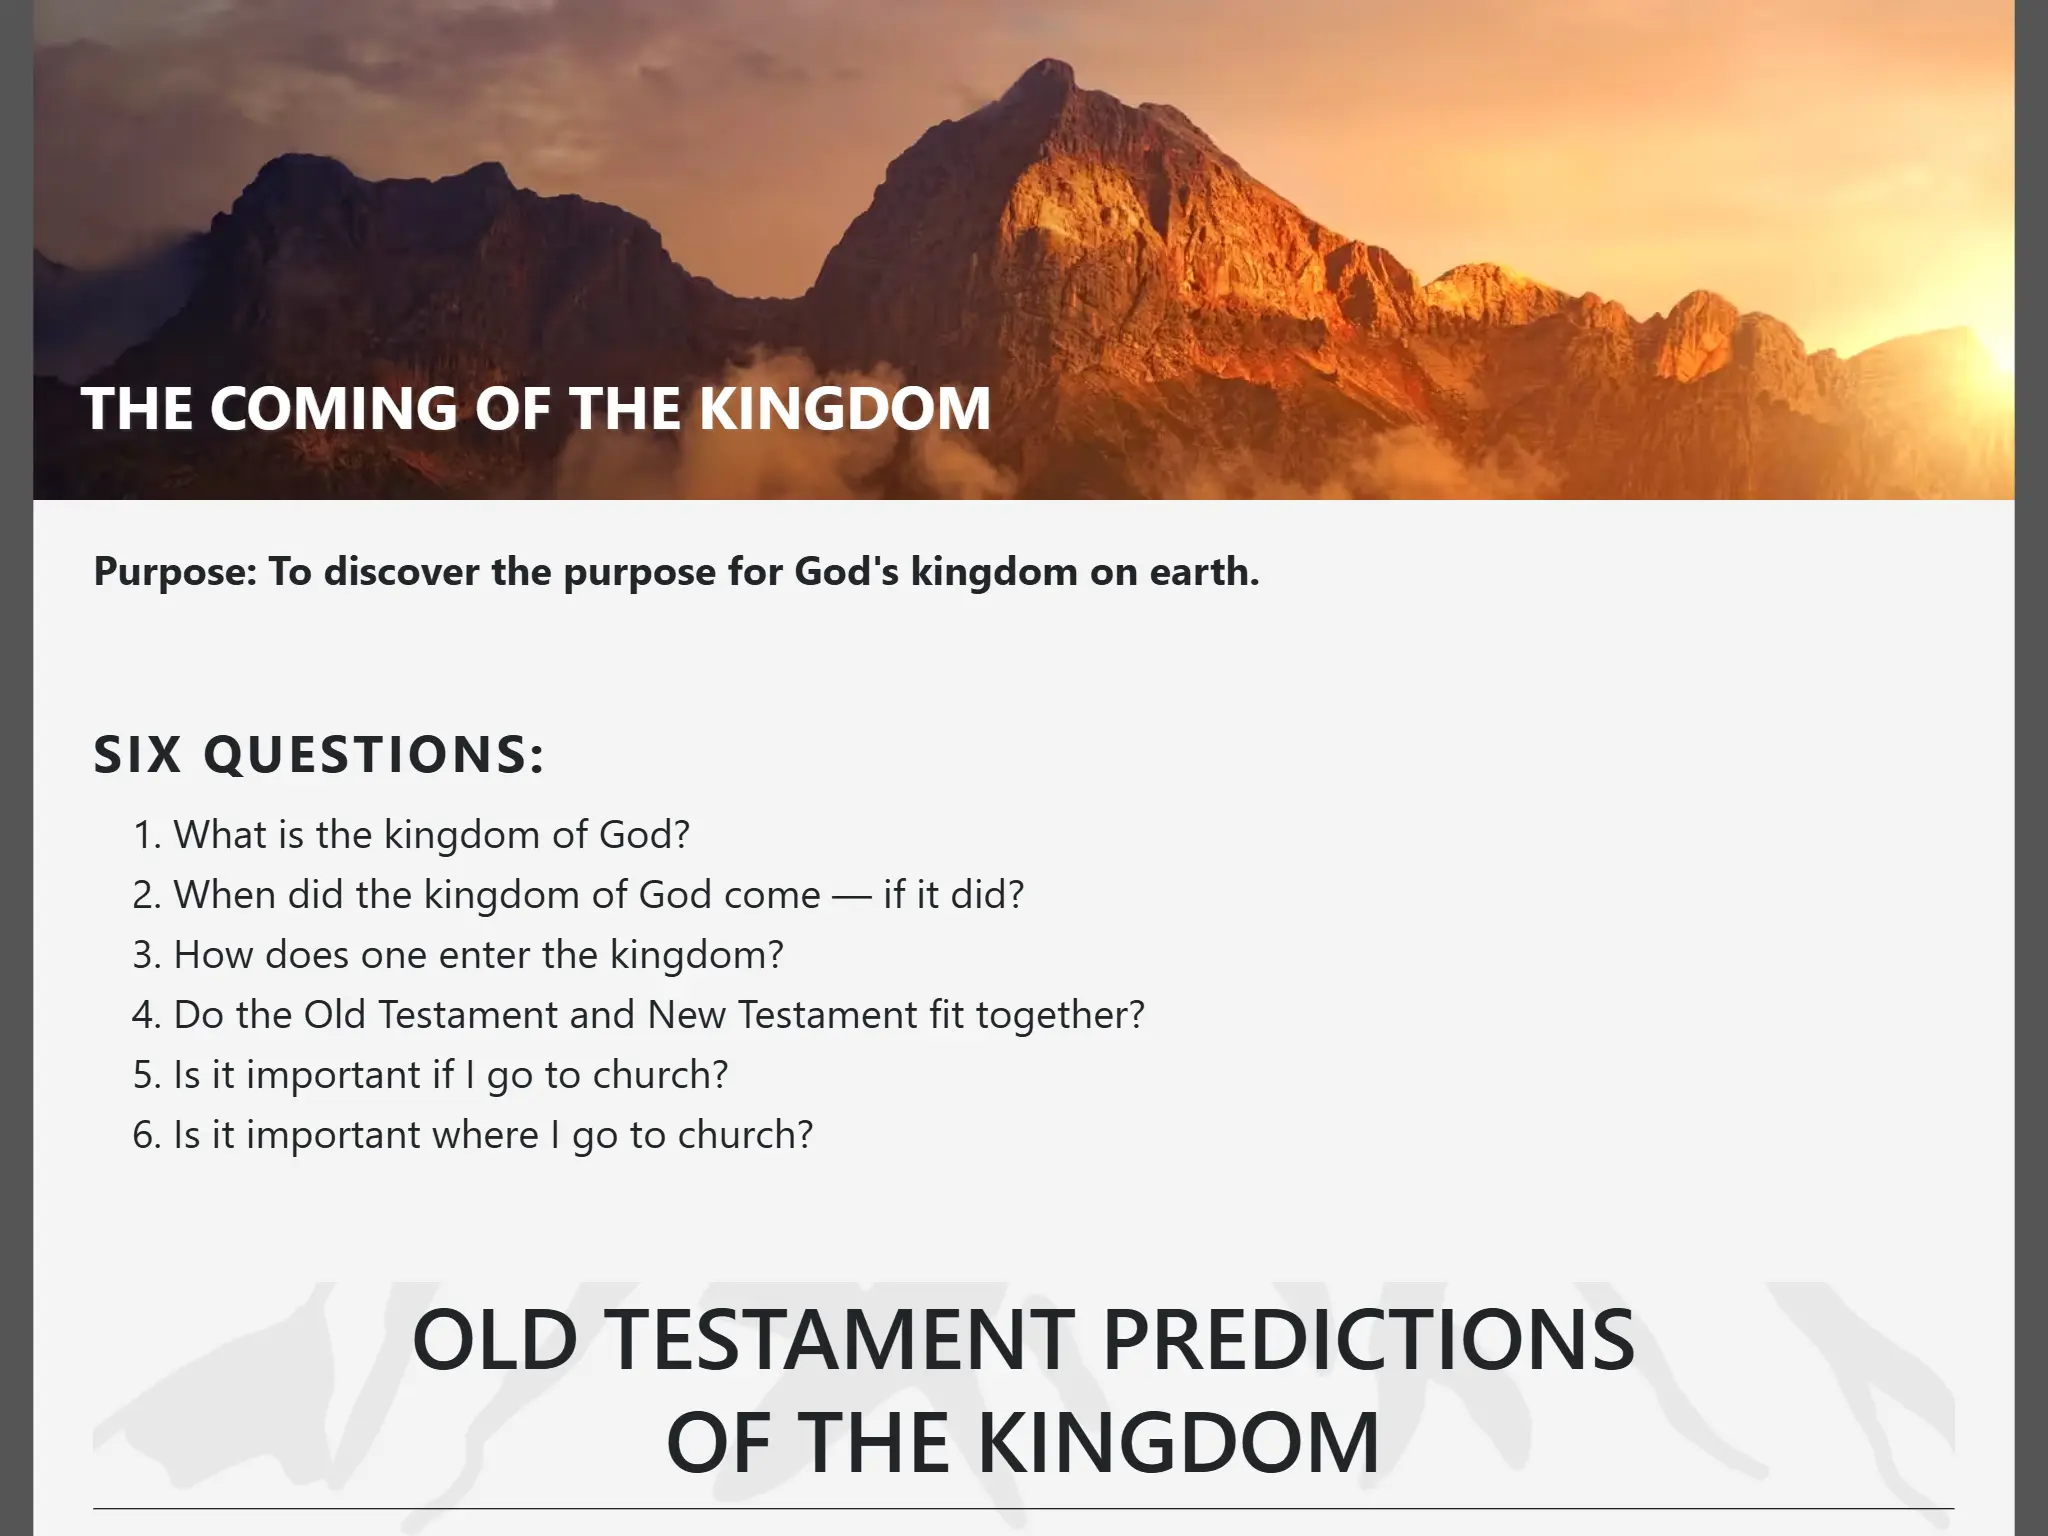 THE COMING OF THE KINGDOM
Purpose: To discover the purpose for God's kingdom on earth.
SIX QUESTIONS:
1. What is the kingdom of God?
2. When did the kingdom of God come — if it did?
3. How does one enter the kingdom?
4. Do the Old Testament and New Testament fit together?
5. Is it important if I go to church?
6. Is it important where I go to church?
OLD TESTAMENT PREDICTIONS
OF THE KINGDOM